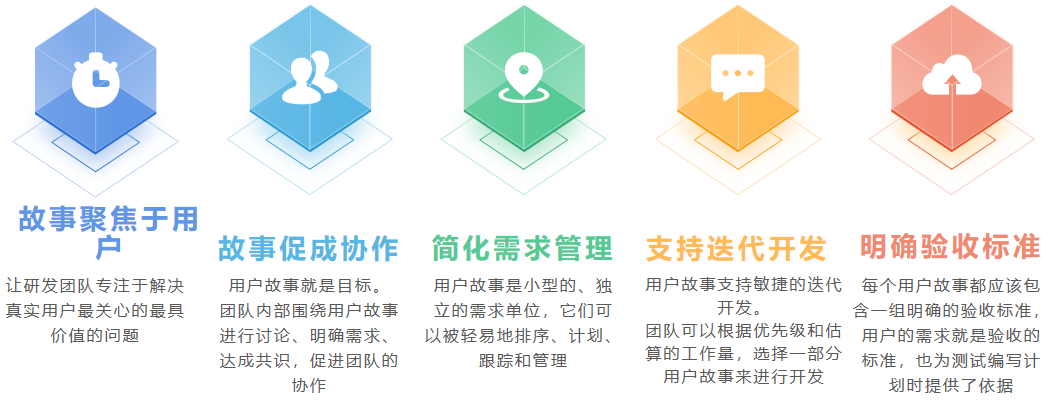 故事聚焦于用
户
让研发团队专注于解决
真实用户最关心的最具
价值的问题
故事促成协作
用户故事就是目标。
团队内部围绕用户故事
进行讨论、明确需求、
达成共识，促进团队的
协作
简化需求管理
用户故事是小型的、独
立的需求单位，它们可
以被轻易地排序、计划、
跟踪和管理
支持迭代开发
用户故事支持敏捷的迭代
开发。
团队可以根据优先级和估
算的工作量，选择一部分
用户故事来进行开发
明确验收标准
每个用户故事都应该包
含一组明确的验收标准，
用户的需求就是验收的
标准，也为测试编写计
划时提供了依据